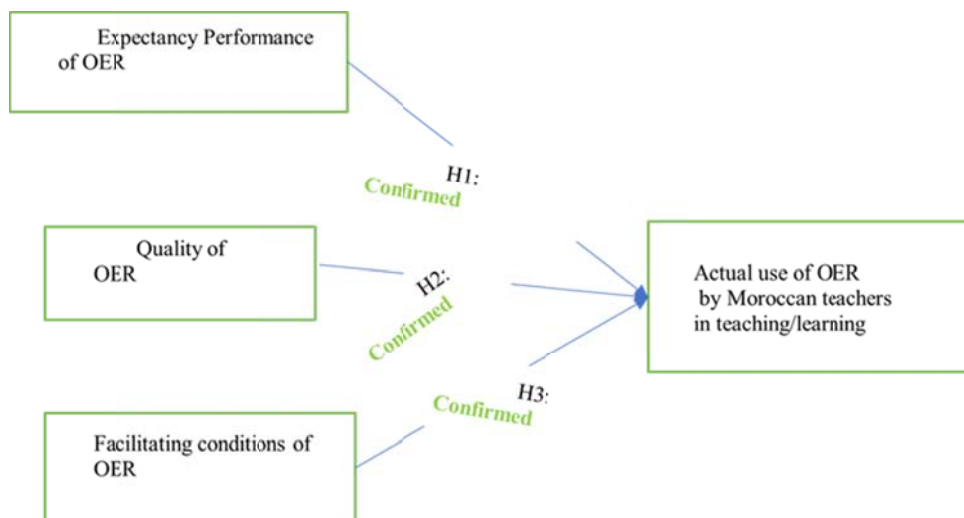 Expectancy Performance
of OER
H1:
Confirmed
Quality of
OER
H2:
Confirmed
Actual use of OER
by Moroccan teachers
in teaching/learning
H3:
Confirmed
Facilitating conditions of
OER